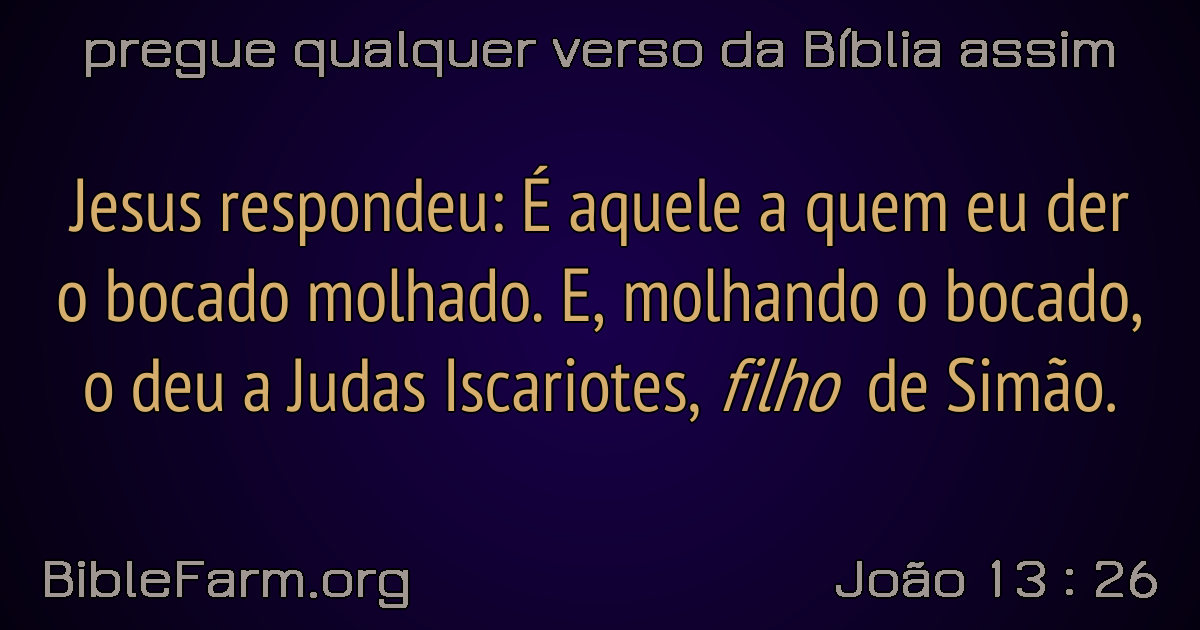 pregue qualquer verso da Bíblia assim
Jesus respondeu: É aquele a quem eu der
o bocado molhado. E, molhando o bocado,
o deu a Judas Iscariotes, filho de Simão.
BibleFarm.org
João 13 : 26